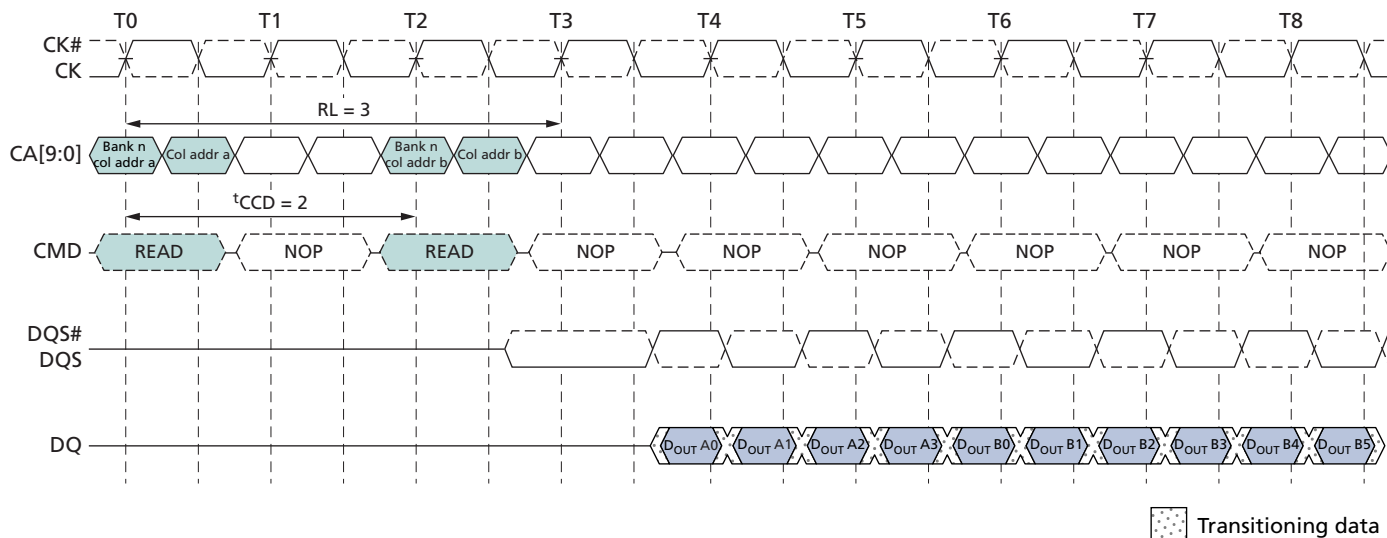 T0 T1 T2 T3 T4 T5 T6 T7 T8
CK#
CK
RL = 3
CA[9:0]
Bank n
col addr a
Col addr a
Bank n
col addr b
Col addr b
tCCD = 2
CMD READ NOP READ NOP NOP NOP NOP NOP NOP
DQS#
DQS
DQ DOUT A0 DOUT A1 DOUT A2 DOUT A3 DOUT B0 DOUT B1 DOUT B2 DOUT B3 DOUT B4 DOUT B5
Transitioning data